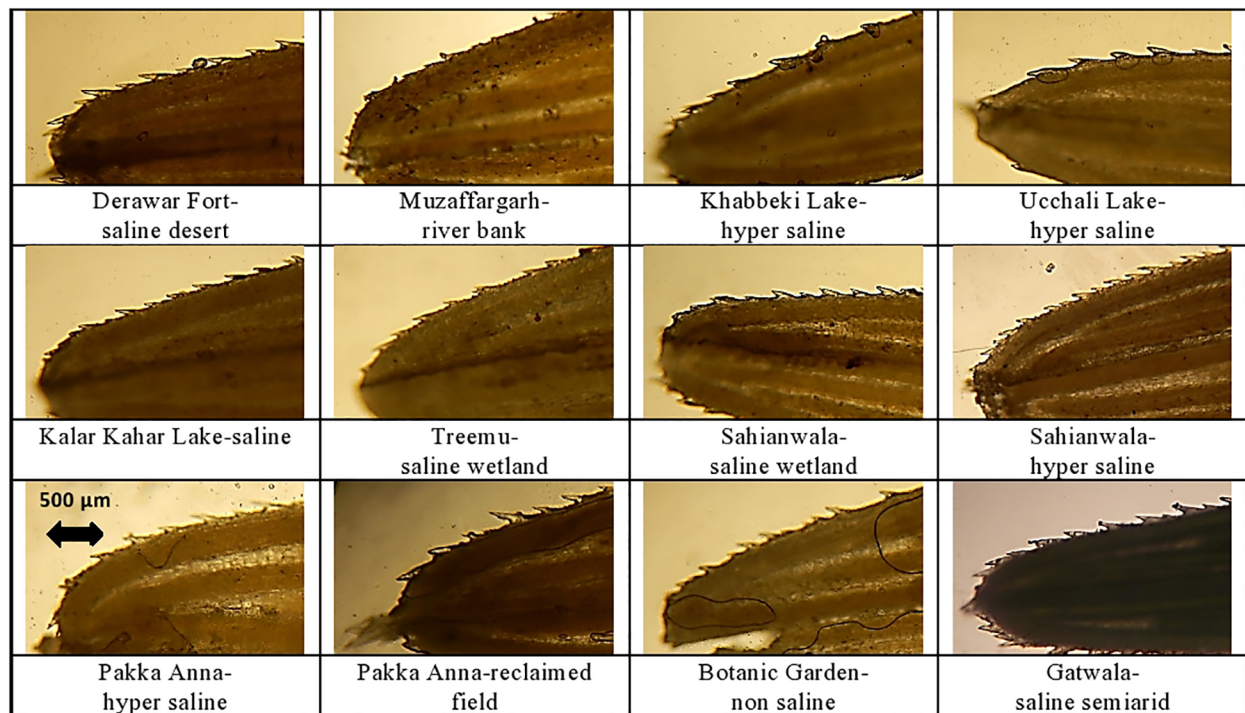 Derawar Fort-
saline desert
Muzaffargarh-
river bank
Khabbeki Lake-
hyper saline
Ucchali Lake-
hyper saline
Kalar Kahar Lake-saline
Treemu-
saline wetland
Sahianwala-
saline wetland
Sahianwala-
hyper saline
500 µm
Pakka Anna-
hyper saline
Pakka Anna-reclaimed
field
Botanic Garden-
non saline
Gatwala-
saline semiarid